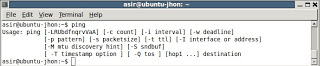 asir@ubuntu-jhon: ~
File Edit View Terminal Help
asir@ubuntu-jhon:~$ ping
Usage: ping [-LRUbdfnqrvVaA] [-c count] [-i interval] [-w deadline]
[-p pattern] [-s packetsize] [-t ttl] [-I interface or address]
[-M mtu discovery hint] [-S sndbuf]
[ -T timestamp option ] [ -Q tos ] [hop1 ...] destination
asir@ubuntu-jhon:~$